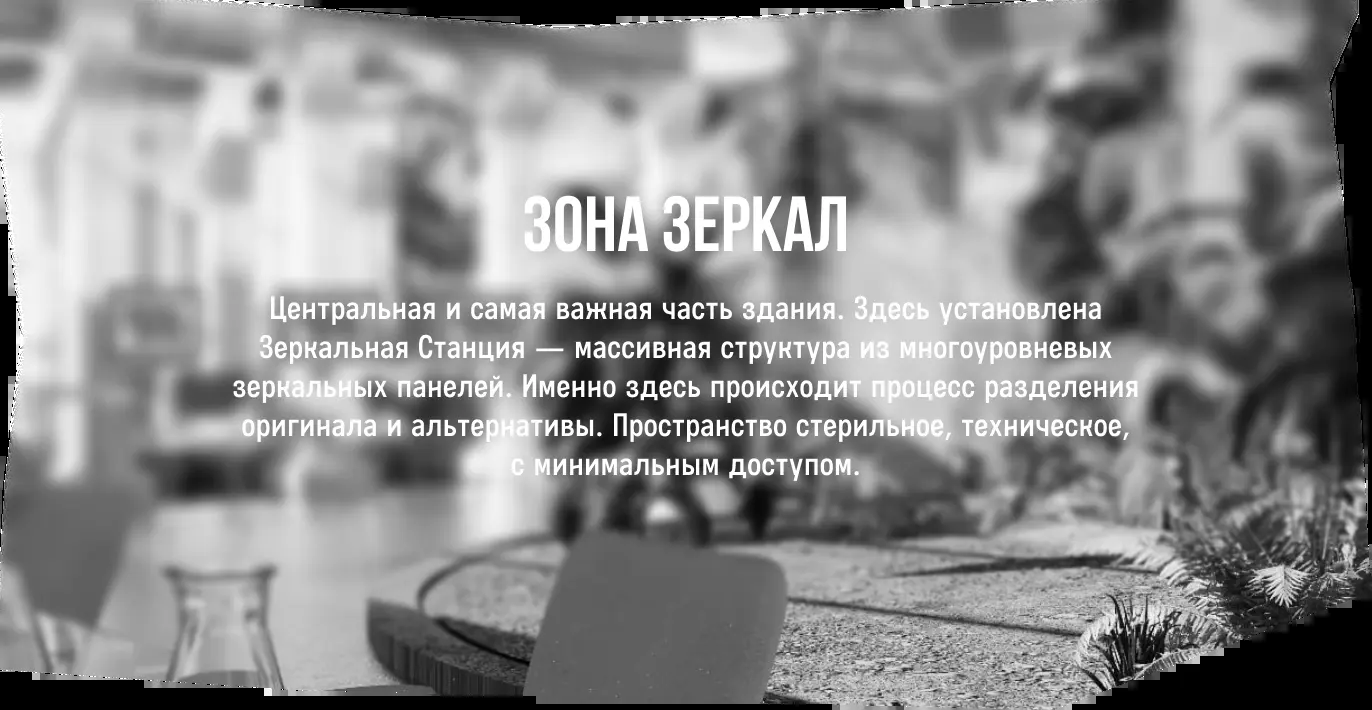 ЗОНА ЗЕРКАЛ
Центральная и самая важная часть здания. Здесь установлена
Зеркальная Станция — массивная структура из многоуровневых
зеркальных панелей. Именно здесь происходит процесс разделения
оригинала и альтернативы. Пространство стерильное, техническое,
с минимальным доступом.